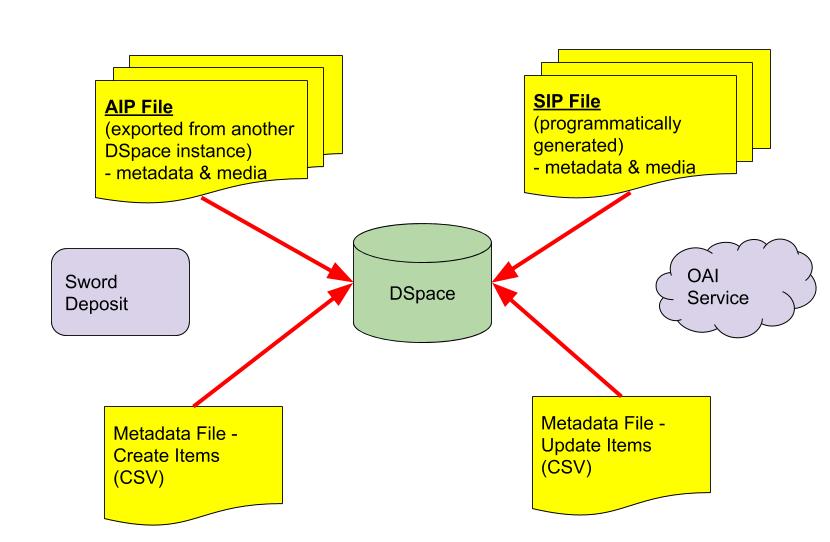 AIP File
(exported from another
DSpace instance)
- metadata & media
SIP File
(programmatically
generated)
- metadata & media
Sword
Deposit
DSpace
OAI
Service
Metadata File -
Create Items
(CSV)
Metadata File -
Update Items
(CSV)